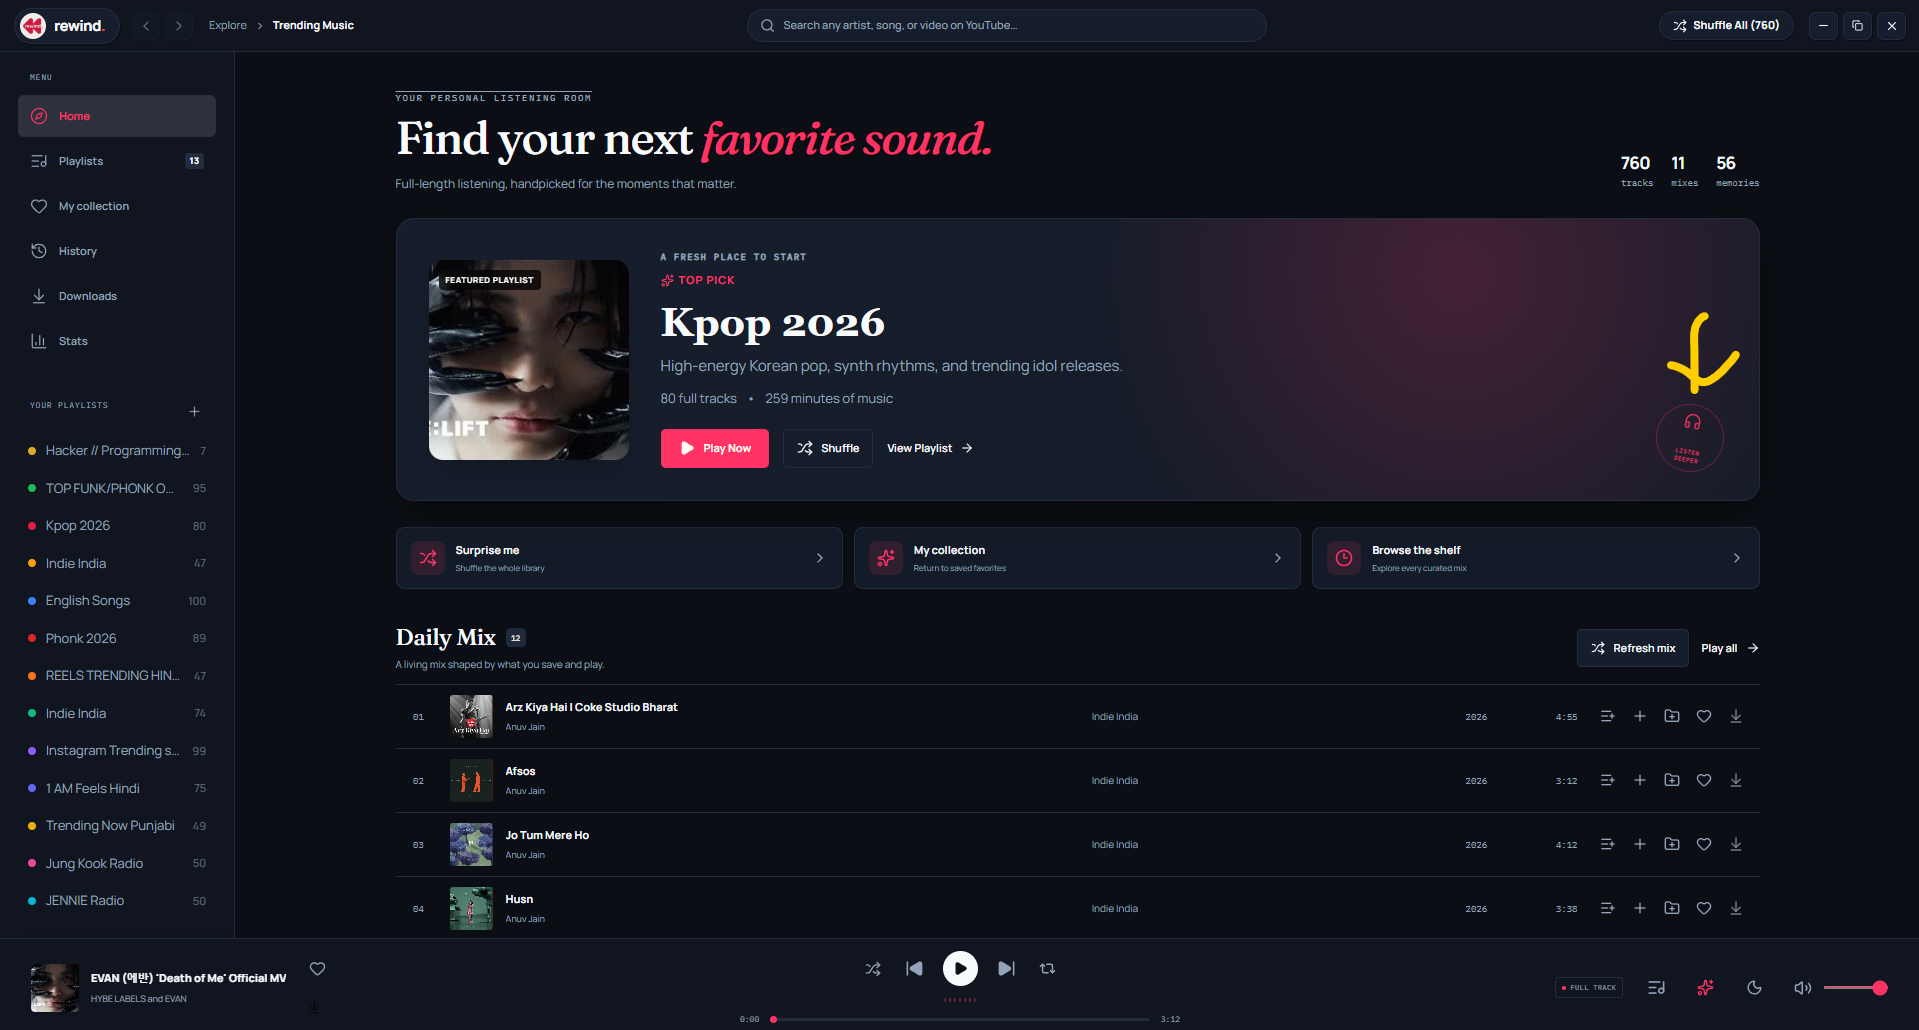 rewind.
Explore > Trending Music
Search any artist, song, or video on YouTube...
Shuffle All (760)
MENU
Home
Playlists 13
My collection
History
Downloads
Stats
YOUR PLAYLISTS
Hacker // Programming... 7
TOP FUNK/PHONK O... 95
Kpop 2026 80
Indie India 47
English Songs 100
Phonk 2026 89
REELS TRENDING HIN... 47
Indie India 74
Instagram Trending s... 99
1 AM Feels Hindi 75
Trending Now Punjabi 49
Jung Kook Radio 50
JENNIE Radio 50
YOUR PERSONAL LISTENING ROOM
Find your next favorite sound.
Full-length listening, handpicked for the moments that matter.
760 11 56
tracks mixes memories
FEATURED PLAYLIST
:LIFT
A FRESH PLACE TO START
TOP PICK
Kpop 2026
High-energy Korean pop, synth rhythms, and trending idol releases.
80 full tracks • 259 minutes of music
Play Now
Shuffle
View Playlist
LISTEN
DEEPER
Surprise me
Shuffle the whole library
My collection
Return to saved favorites
Browse the shelf
Explore every curated mix
Daily Mix 12
A living mix shaped by what you save and play.
Refresh mix
Play all
01 Arz Kiya Hai | Coke Studio Bharat Indie India 2026 4:55
Anuv Jain
02 Afsos Indie India 2026 3:12
Anuv Jain
03 Jo Tum Mere Ho Indie India 2026 4:12
Anuv Jain
04 Husn Indie India 2026 3:38
Anuv Jain
EVAN (에반) 'Death of Me' Official MV
HYBE LABELS and EVAN
0:00 3:12
FULL TRACK